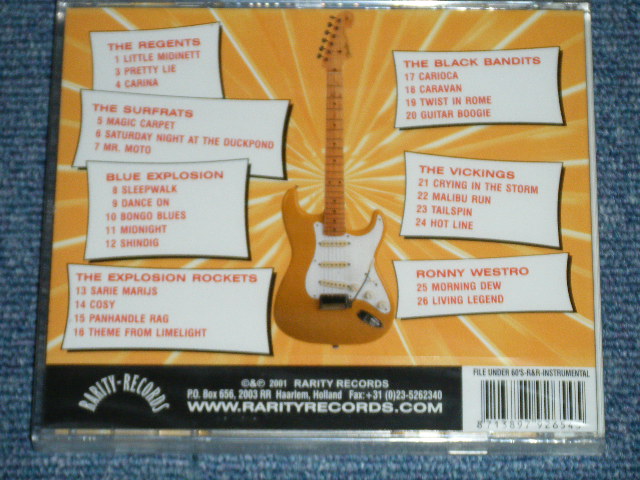 THE REGENTS
1 LITTLE MIDINETT
3 PRETTY LIE
4 CARINA
THE SURFRATS
5 MAGIC CARPET
6 SATURDAY NIGHT AT THE DUCKPOND
7 MR. MOTO
BLUE EXPLOSION
8 SLEEPWALK
9 DANCE ON
10 BONGO BLUES
11 MIDNIGHT
12 SHINDIG
THE EXPLOSION ROCKETS
13 SARIE MARIJS
14 COSY
15 PANHANDLE RAG
16 THEME FROM LIMELIGHT
THE BLACK BANDITS
17 CARIOCA
18 CARAVAN
19 TWIST IN ROME
20 GUITAR BOOGIE
THE VICKINGS
21 CRYING IN THE STORM
22 MALIBU RUN
23 TAILSPIN
24 HOT LINE
RONNY WESTRO
25 MORNING DEW
26 LIVING LEGEND
RARITY-RECORDS
©&℗ 2001 RARITY RECORDS
P.O. Box 656, 2003 RR Haarlem, Holland Fax:+31 (0)23-5262340
WWW.RARITYRECORDS.COM
FILE UNDER 60'S-R&R-INSTRUMENTAL